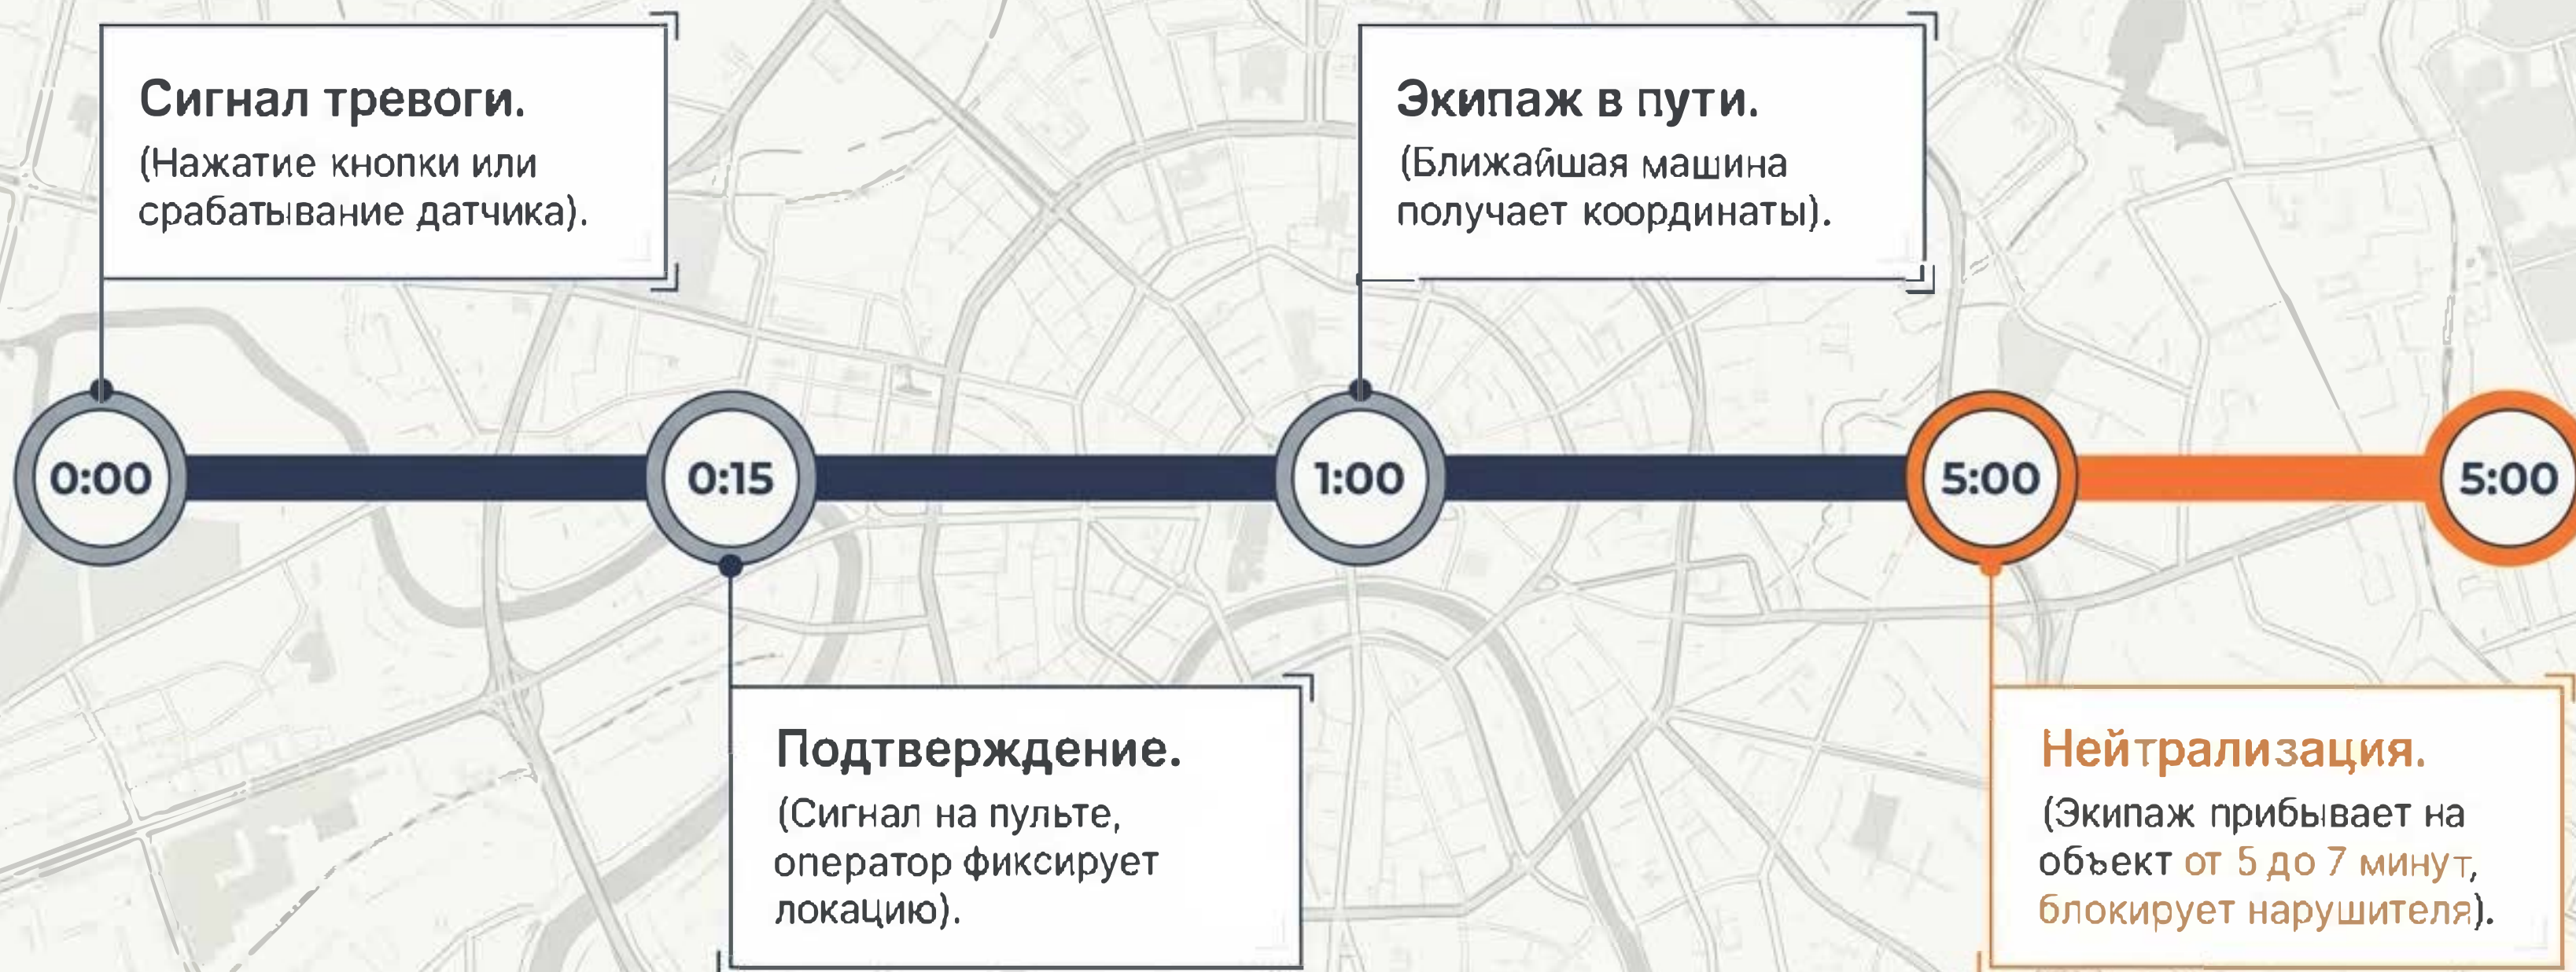 Сигнал тревоги.
(Нажатие кнопки или
срабатывание датчика).
Экипаж в пути.
(Ближайшая машина
получает координаты).
0:00
0:15
1:00
5:00
5:00
Подтверждение.
(Сигнал на пульте,
оператор фиксирует
локацию).
Нейтрализация.
(Экипаж прибывает на
объект от 5 до 7 минут,
блокирует нарушителя).